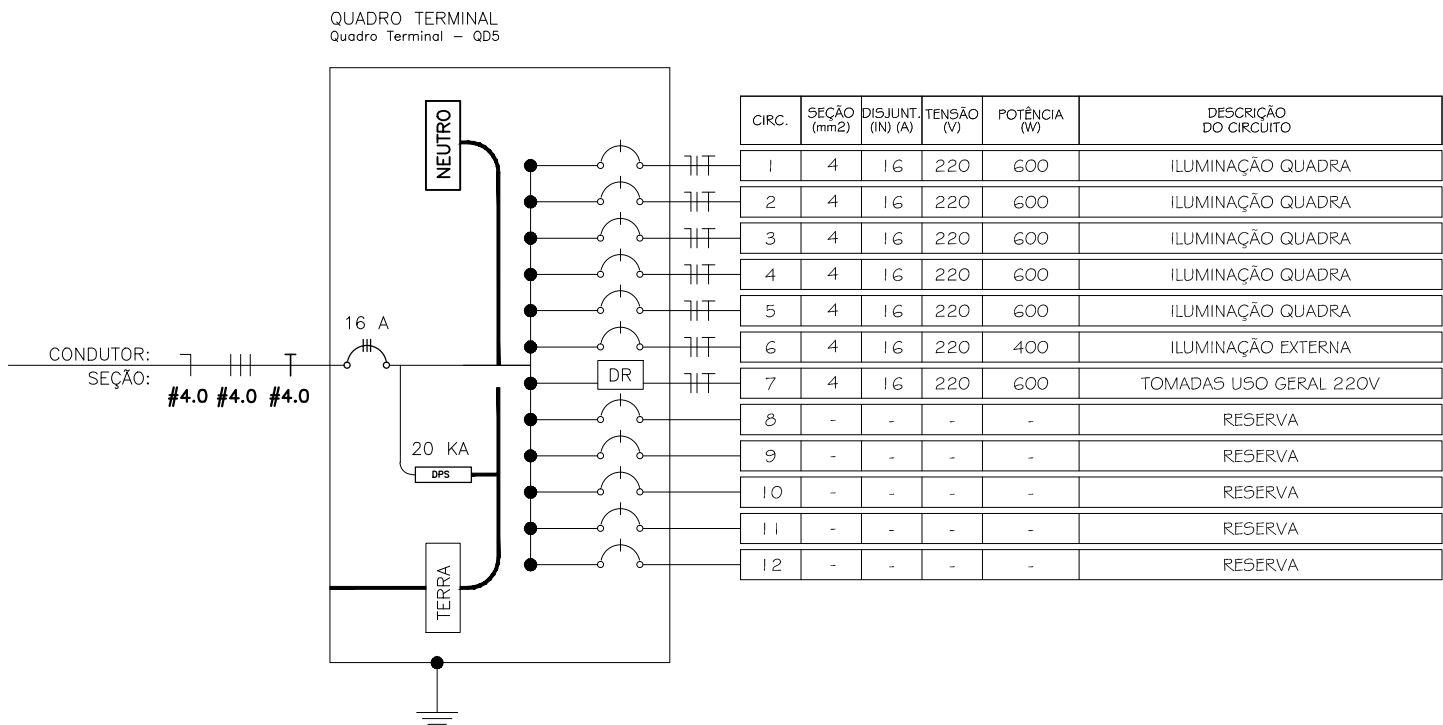 QUADRO TERMINAL
Quadro Terminal – QD5
NEUTRO
16 A
CONDUTOR:
SEÇÃO:
#4.0 #4.0 #4.0
20 KA
DPS
TERRA
DR
CIRC. SEÇÃO (mm2) DISJUNT. (IN) (A) TENSÃO (V) POTÊNCIA (W) DESCRIÇÃO DO CIRCUITO
1 4 16 220 600 ILUMINAÇÃO QUADRA
2 4 16 220 600 ILUMINAÇÃO QUADRA
3 4 16 220 600 ILUMINAÇÃO QUADRA
4 4 16 220 600 ILUMINAÇÃO QUADRA
5 4 16 220 600 ILUMINAÇÃO QUADRA
6 4 16 220 400 ILUMINAÇÃO EXTERNA
7 4 16 220 600 TOMADAS USO GERAL 220V
8 - - - - RESERVA
9 - - - - RESERVA
10 - - - - RESERVA
11 - - - - RESERVA
12 - - - - RESERVA